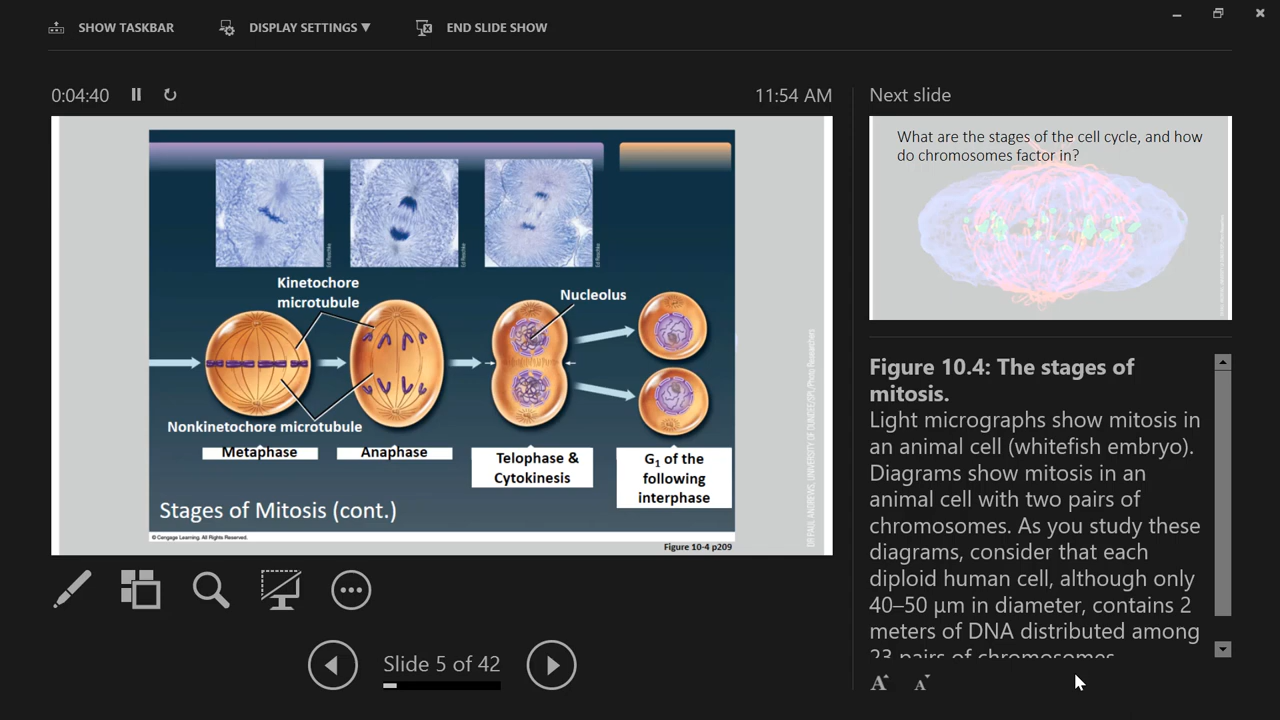 SHOW TASKBAR
DISPLAY SETTINGS ▼
END SLIDE SHOW
0:04:40
11:54 AM
Kinetochore
microtubule
Nucleolus
Nonkinetochore microtubule
Metaphase
Anaphase
Telophase &
Cytokinesis
G₁ of the
following
interphase
Stages of Mitosis (cont.)
© Cengage Learning. All Rights Reserved.
Figure 10-4 p209
DR PAUL ANDREWS, UNIVERSITY OF DUNDEE/SPL/Photo Researchers
Slide 5 of 42
Next slide
What are the stages of the cell cycle, and how
do chromosomes factor in?
Figure 10.4: The stages of
mitosis.
Light micrographs show mitosis in
an animal cell (whitefish embryo).
Diagrams show mitosis in an
animal cell with two pairs of
chromosomes. As you study these
diagrams, consider that each
diploid human cell, although only
40–50 μm in diameter, contains 2
meters of DNA distributed among
23 pairs of chromosomes.
A A